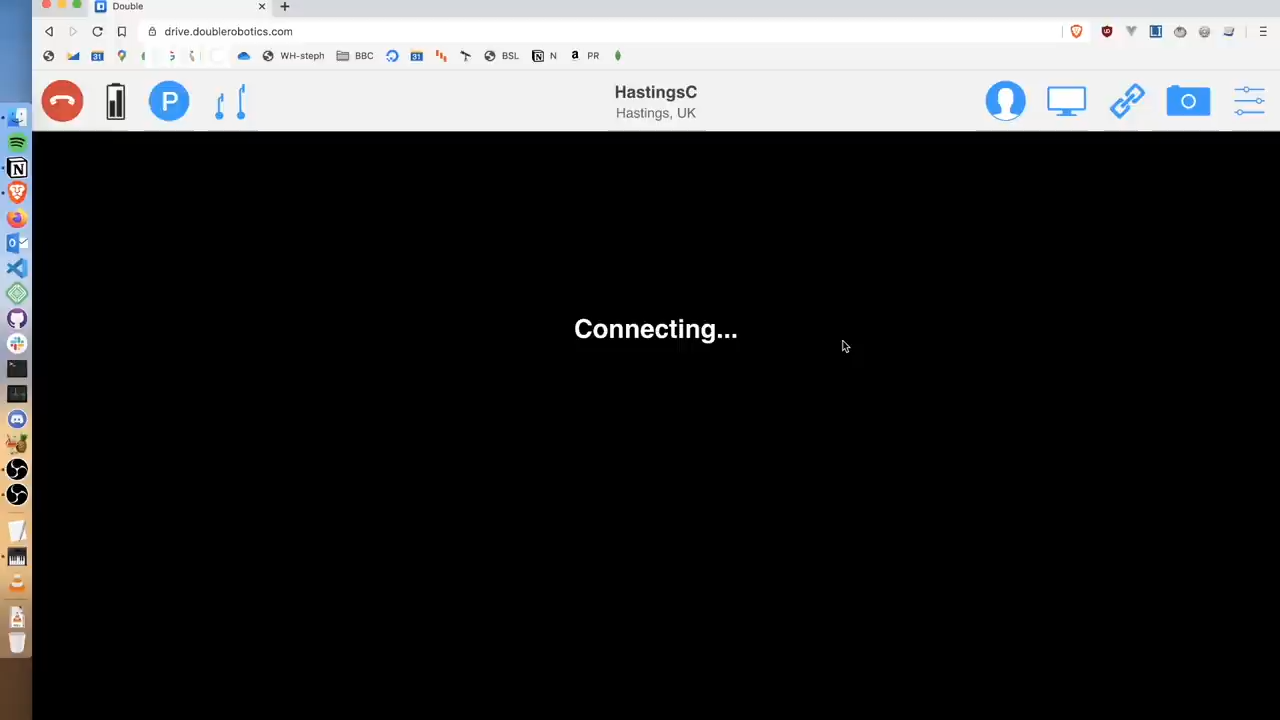 Double
drive.doublerobotics.com
WH-steph BBC BSL N PR
P
HastingsC
Hastings, UK
Connecting...